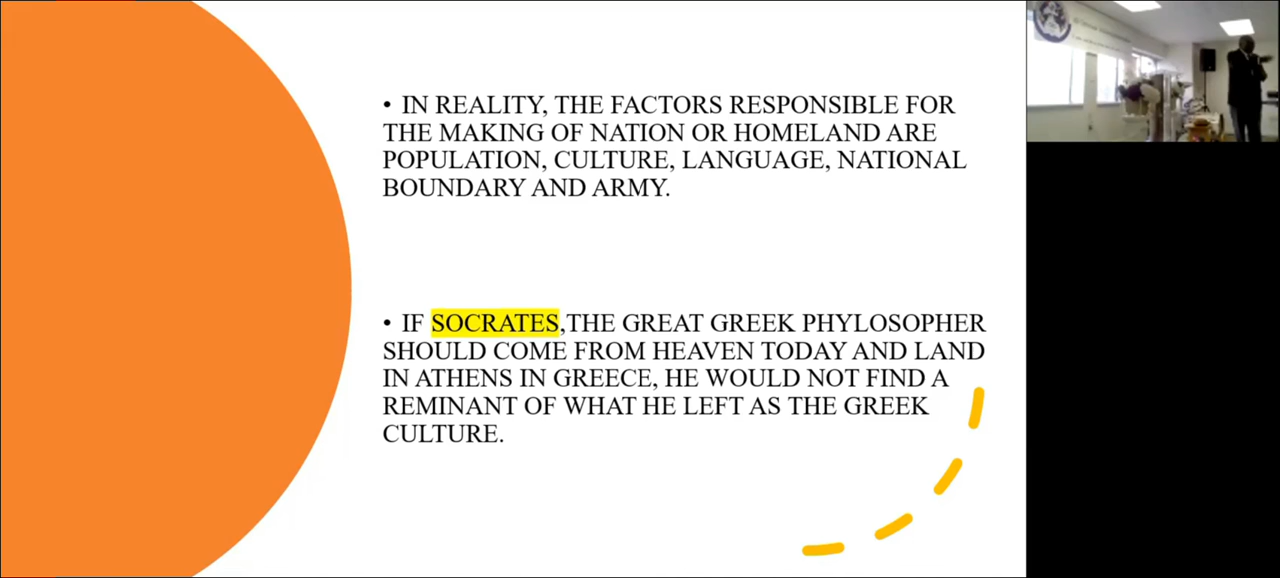 • IN REALITY, THE FACTORS RESPONSIBLE FOR
THE MAKING OF NATION OR HOMELAND ARE
POPULATION, CULTURE, LANGUAGE, NATIONAL
BOUNDARY AND ARMY.
• IF SOCRATES,THE GREAT GREEK PHYLOSOPHER
SHOULD COME FROM HEAVEN TODAY AND LAND
IN ATHENS IN GREECE, HE WOULD NOT FIND A
REMINANT OF WHAT HE LEFT AS THE GREEK
CULTURE.